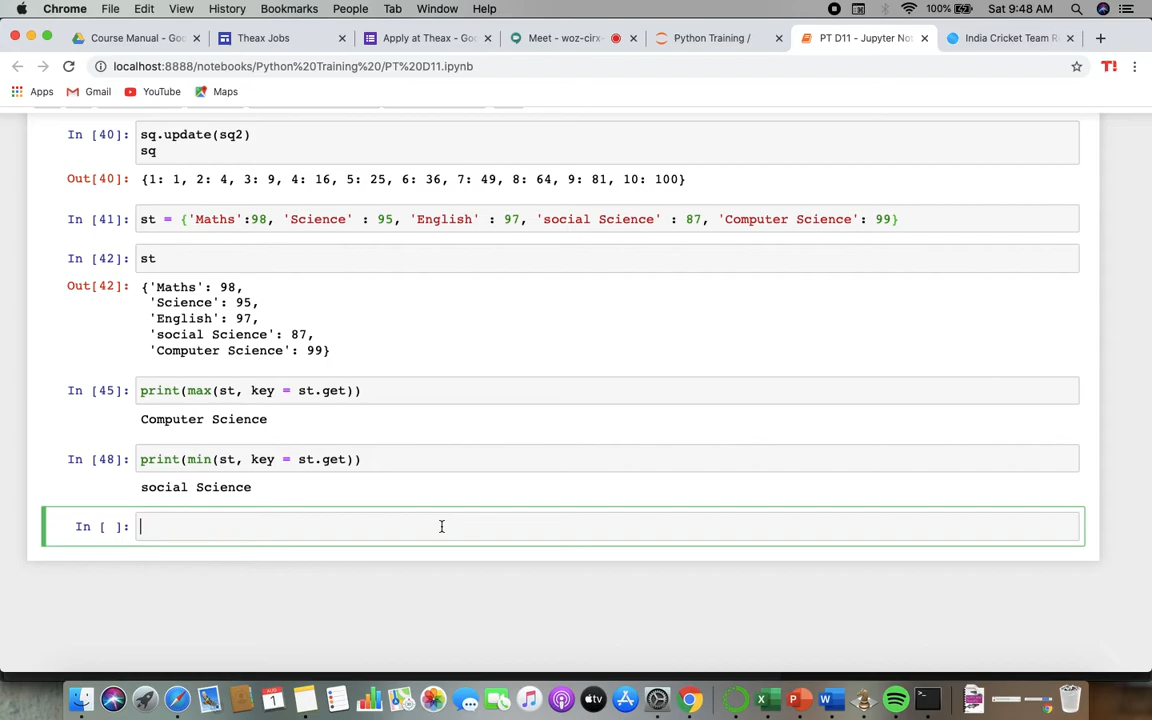 Chrome File Edit View History Bookmarks People Tab Window Help 100% Sat 9:48 AM
Course Manual - Goo Theax Jobs Apply at Theax - Goo Meet - woz-cirx- Python Training / PT D11 - Jupyter Not India Cricket Team R
localhost:8888/notebooks/Python%20Training%20/PT%20D11.ipynb T!
Apps Gmail YouTube Maps
In [40]: sq.update(sq2)
sq
Out[40]: {1: 1, 2: 4, 3: 9, 4: 16, 5: 25, 6: 36, 7: 49, 8: 64, 9: 81, 10: 100}
In [41]: st = {'Maths':98, 'Science' : 95, 'English' : 97, 'social Science' : 87, 'Computer Science': 99}
In [42]: st
Out[42]: {'Maths': 98,
'Science': 95,
'English': 97,
'social Science': 87,
'Computer Science': 99}
In [45]: print(max(st, key = st.get))
Computer Science
In [48]: print(min(st, key = st.get))
social Science
In [ ]:
AUG
1
tv